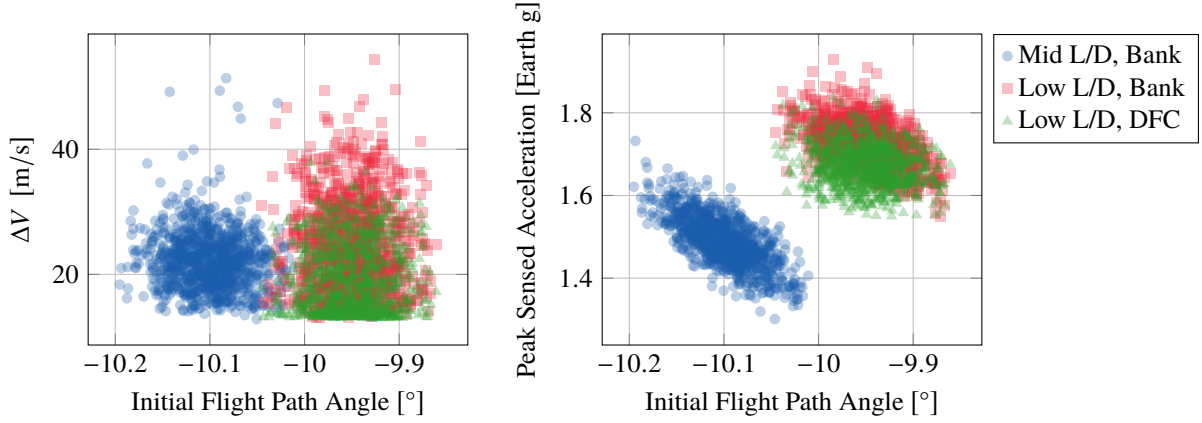 ΔV [m/s]
40
20
−10.2
−10.1
−10
−9.9
Initial Flight Path Angle [°]
Peak Sensed Acceleration [Earth g]
1.8
1.6
1.4
−10.2
−10.1
−10
−9.9
Initial Flight Path Angle [°]
Mid L/D, Bank
Low L/D, Bank
Low L/D, DFC